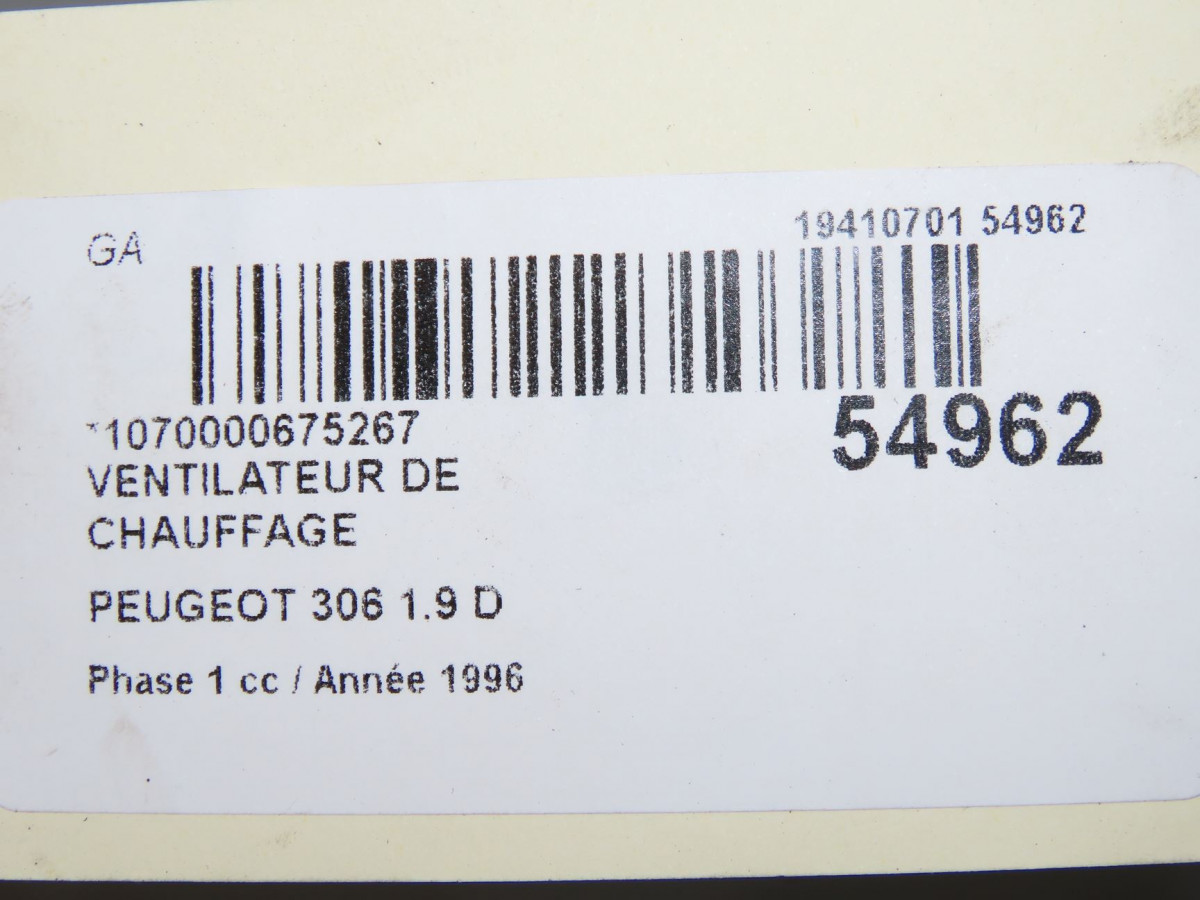 GA
19410701 54962
*1070000675267
54962
VENTILATEUR DE
CHAUFFAGE
PEUGEOT 306 1.9 D
Phase 1 cc / Année 1996